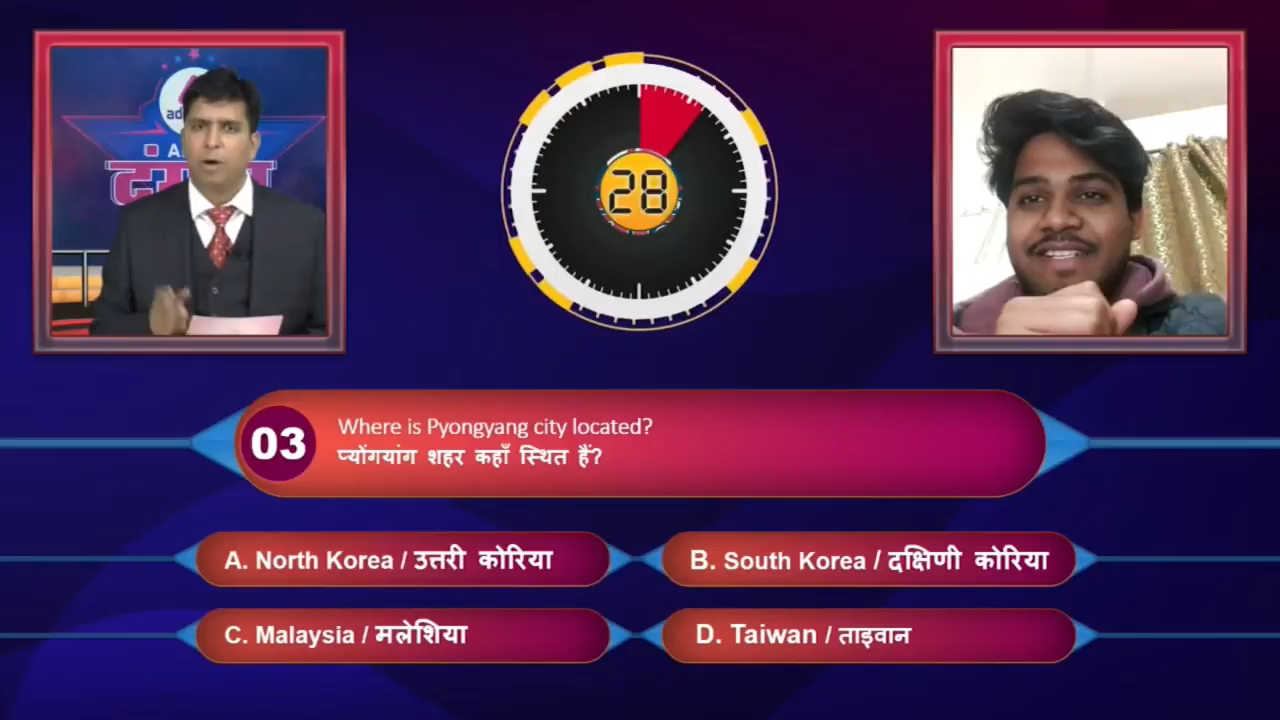 28
03
Where is Pyongyang city located?
प्योंगयांग शहर कहाँ स्थित हैं?
A. North Korea / उत्तरी कोरिया
B. South Korea / दक्षिणी कोरिया
C. Malaysia / मलेशिया
D. Taiwan / ताइवान